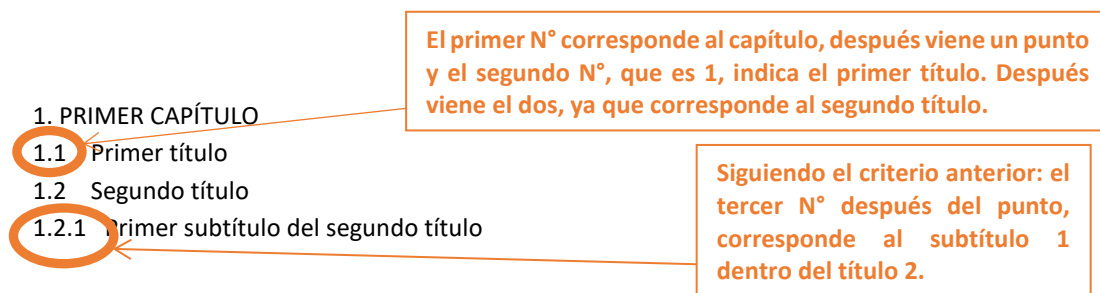 El primer N° corresponde al capítulo, después viene un punto
y el segundo N°, que es 1, indica el primer título. Después
viene el dos, ya que corresponde al segundo título.
1. PRIMER CAPÍTULO
1.1 Primer título
1.2 Segundo título
1.2.1 Primer subtítulo del segundo título
Siguiendo el criterio anterior: el
tercer N° después del punto,
corresponde al subtítulo 1
dentro del título 2.